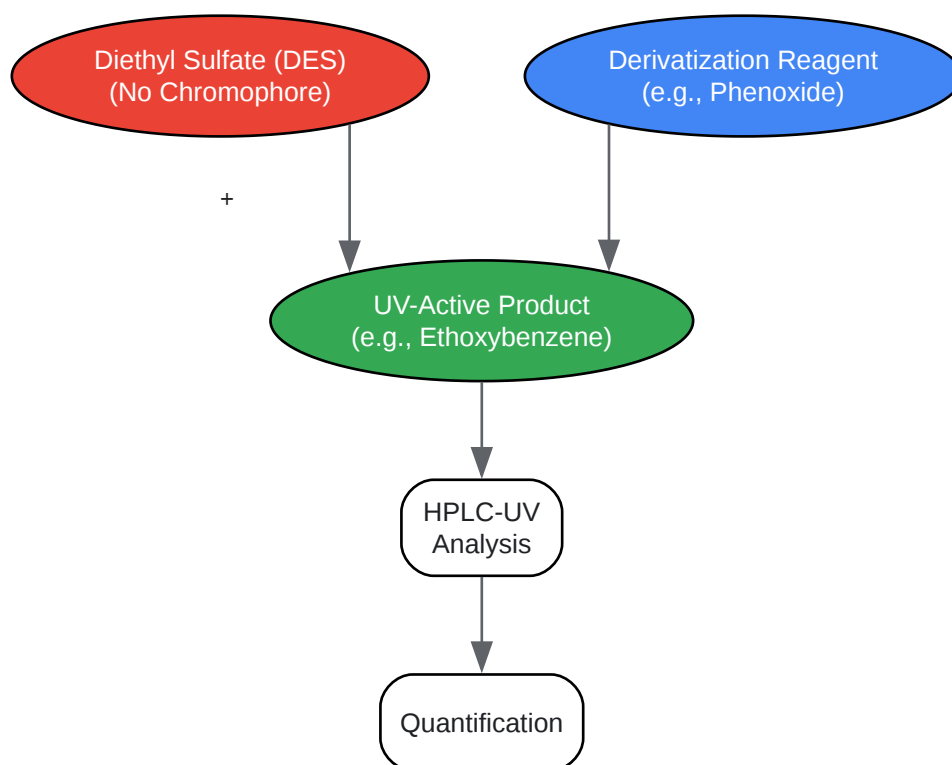 Diethyl Sulfate (DES)
(No Chromophore)
Derivatization Reagent
(e.g., Phenoxide)
+
UV-Active Product
(e.g., Ethoxybenzene)
HPLC-UV
Analysis
Quantification